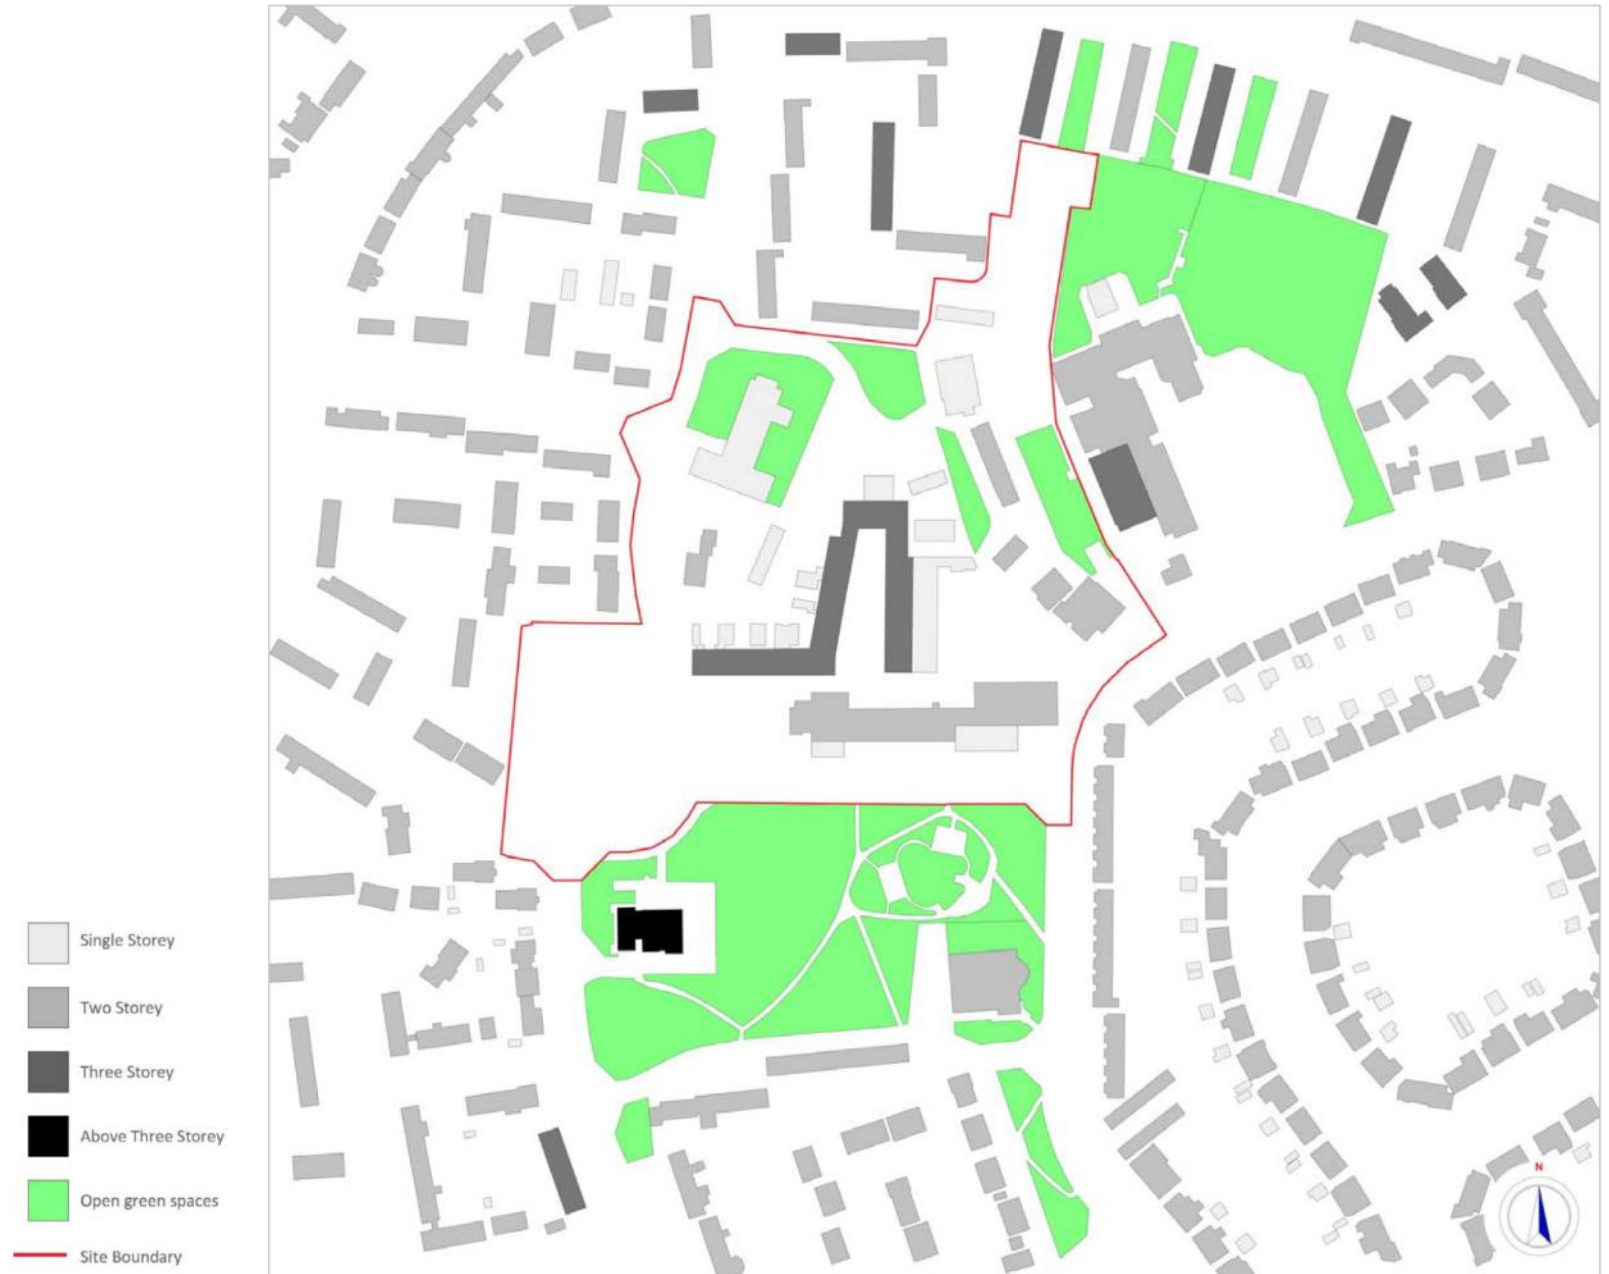 Single Storey
Two Storey
Three Storey
Above Three Storey
Open green spaces
Site Boundary
N